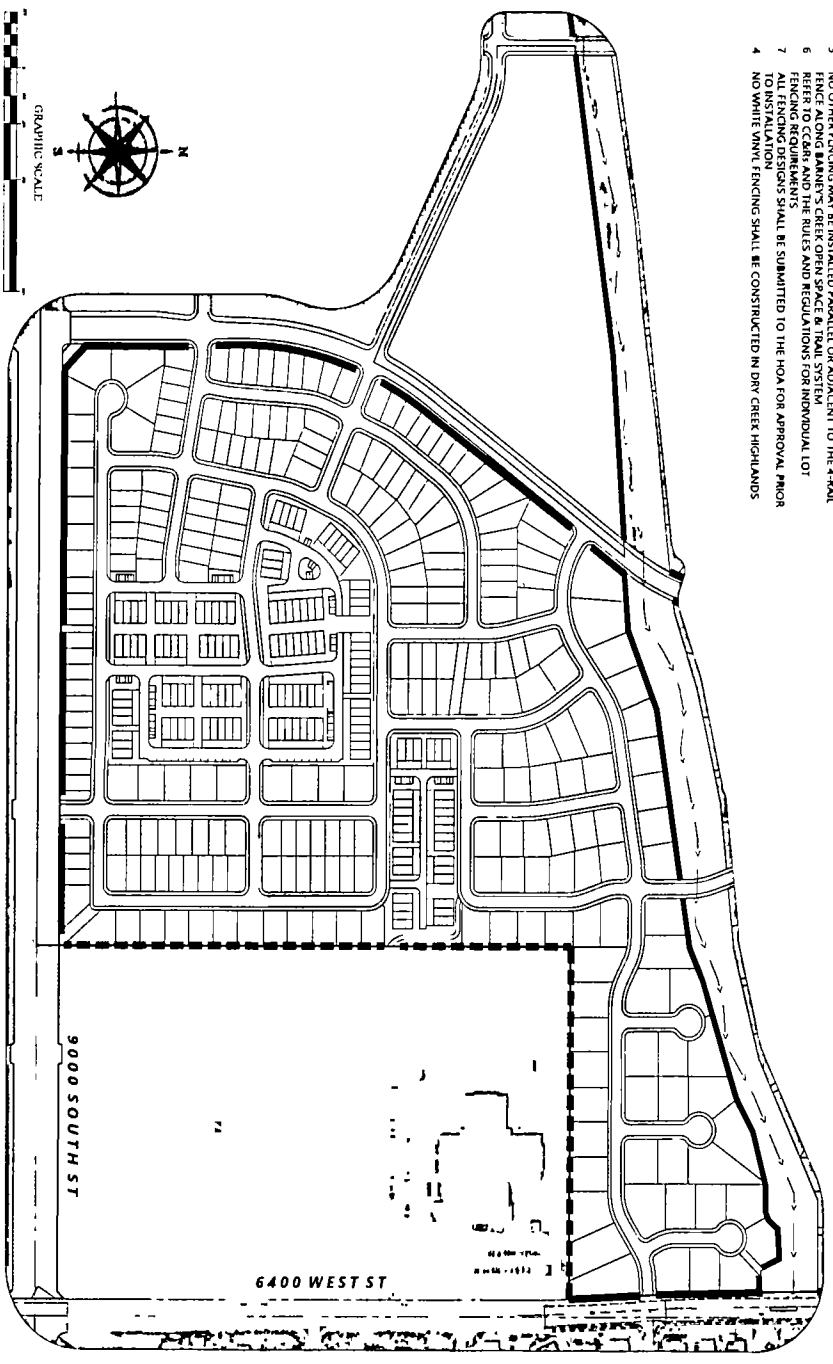 5 NO OTHER FENCING MAY BE INSTALLED PARALLEL OR ADJACENT TO THE 4-RAIL
FENCE ALONG BARNEY'S CREEK OPEN SPACE & TRAIL SYSTEM
6 REFER TO CC&Rs AND THE RULES AND REGULATIONS FOR INDIVIDUAL LOT
FENCING REQUIREMENTS
7 ALL FENCING DESIGNS SHALL BE SUBMITTED TO THE HOA FOR APPROVAL PRIOR
TO INSTALLATION
4 NO WHITE VINYL FENCING SHALL BE CONSTRUCTED IN DRY CREEK HIGHLANDS
N
S
GRAPHIC SCALE
9000 SOUTH ST
6400 WEST ST